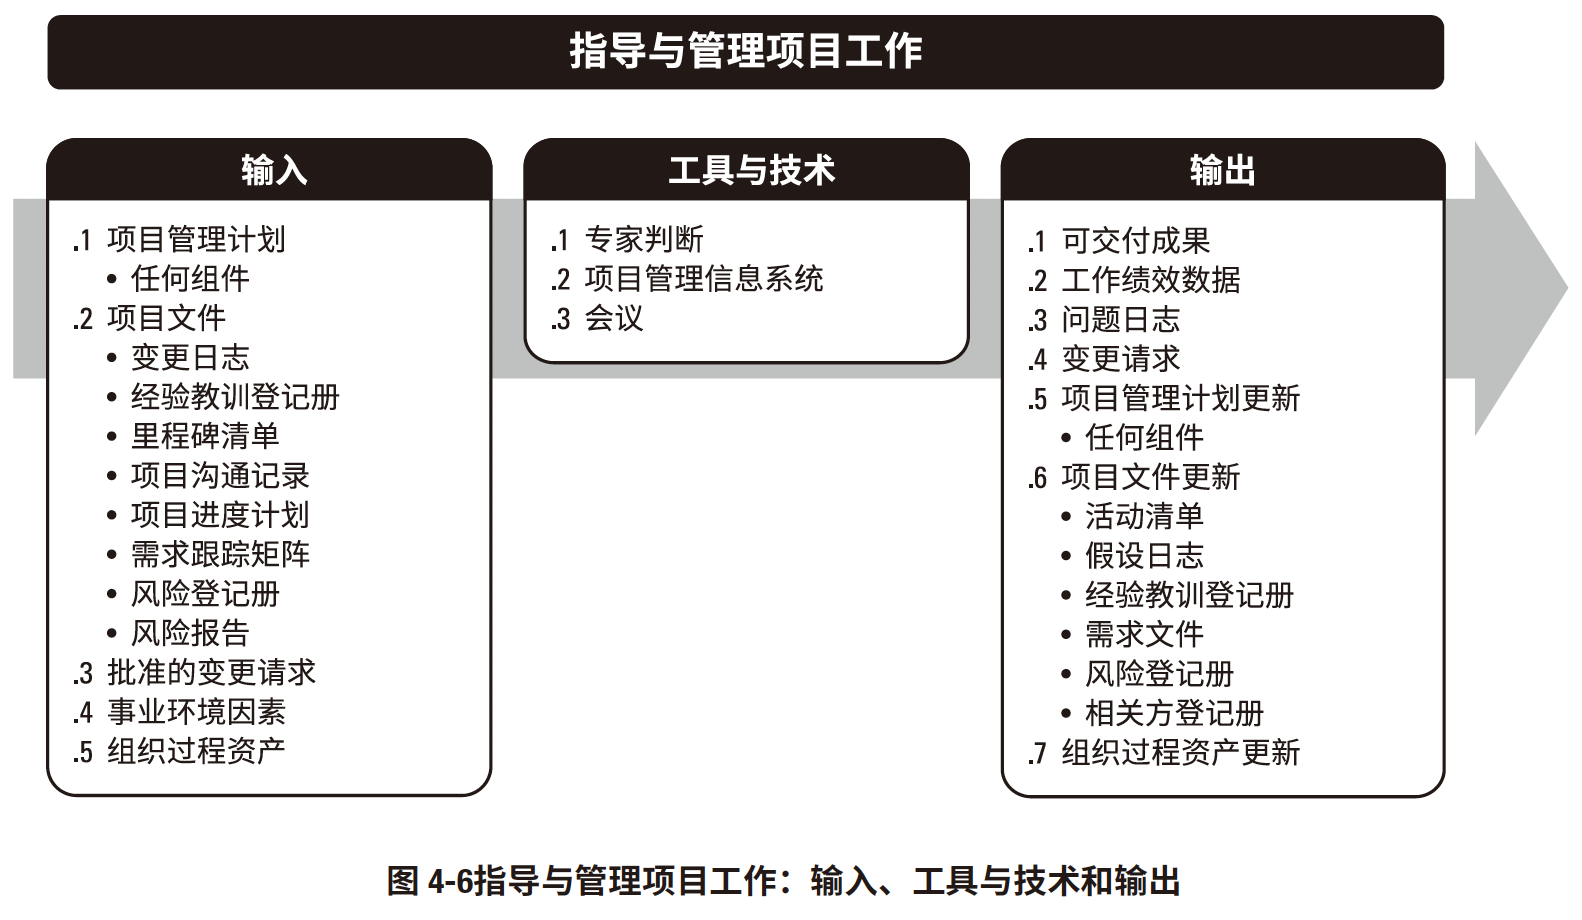 指导与管理项目工作
输入
.1 项目管理计划
• 任何组件
.2 项目文件
• 变更日志
• 经验教训登记册
• 里程碑清单
• 项目沟通记录
• 项目进度计划
• 需求跟踪矩阵
• 风险登记册
• 风险报告
.3 批准的变更请求
.4 事业环境因素
.5 组织过程资产
工具与技术
.1 专家判断
.2 项目管理信息系统
.3 会议
输出
.1 可交付成果
.2 工作绩效数据
.3 问题日志
.4 变更请求
.5 项目管理计划更新
• 任何组件
.6 项目文件更新
• 活动清单
• 假设日志
• 经验教训登记册
• 需求文件
• 风险登记册
• 相关方登记册
.7 组织过程资产更新
图 4-6指导与管理项目工作：输入、工具与技术和输出